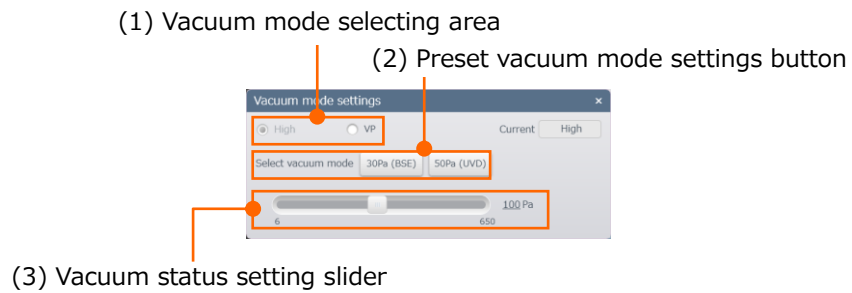 (1) Vacuum mode selecting area
(2) Preset vacuum mode settings button
Vacuum mode settings ×
High VP Current High
Select vacuum mode 30Pa (BSE) 50Pa (UVD)
100 Pa
6 650
(3) Vacuum status setting slider